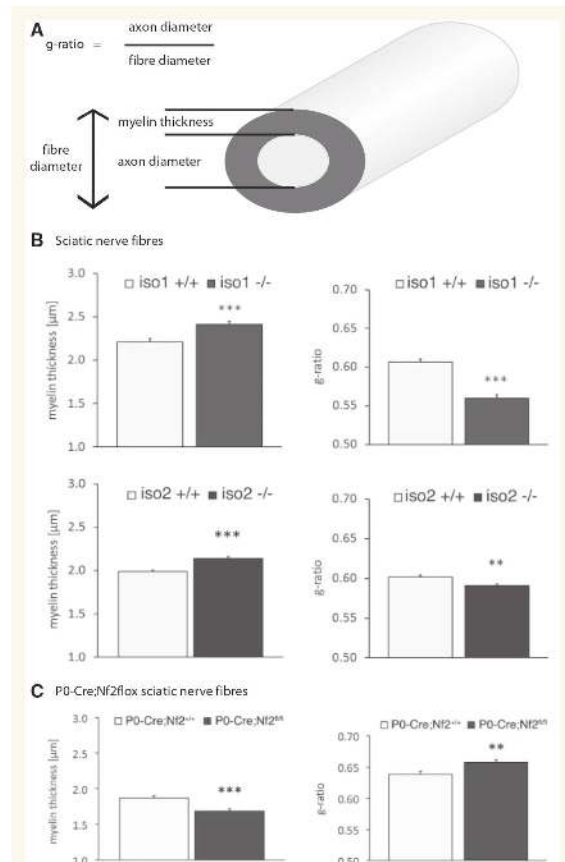 A
g-ratio = axon diameter
fibre diameter
myelin thickness
fibre
diameter
axon diameter
B Sciatic nerve fibres
3.0
2.5
2.0
1.5
1.0
myelin thickness [µm]
□ iso1 +/+ ■ iso1 -/-
***
0.70
0.65
0.60
0.55
0.50
g-ratio
□ iso1 +/+ ■ iso1 -/-
***
3.0
2.5
2.0
1.5
1.0
myelin thickness [µm]
□ iso2 +/+ ■ iso2 -/-
***
0.70
0.65
0.60
0.55
0.50
g-ratio
□ iso2 +/+ ■ iso2 -/-
**
C P0-Cre;Nf2flox sciatic nerve fibres
3.0
2.5
2.0
1.5
1.0
myelin thickness [µm]
□ P0-Cre;Nf2+/+ ■ P0-Cre;Nf2fl/fl
***
0.70
0.65
0.60
0.55
0.50
g-ratio
□ P0-Cre;Nf2+/+ ■ P0-Cre;Nf2fl/fl
**